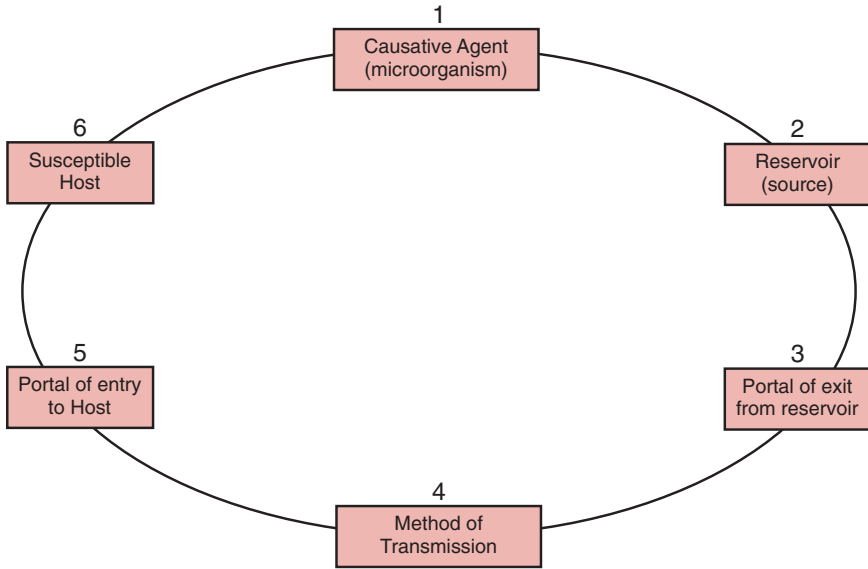 1
Causative Agent
(microorganism)
2
Reservoir
(source)
3
Portal of exit
from reservoir
4
Method of
Transmission
5
Portal of entry
to Host
6
Susceptible
Host